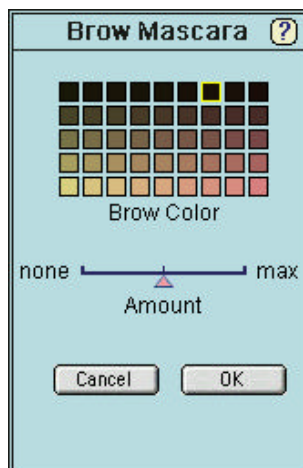 Brow Mascara ?
Brow Color
none max
Amount
Cancel OK